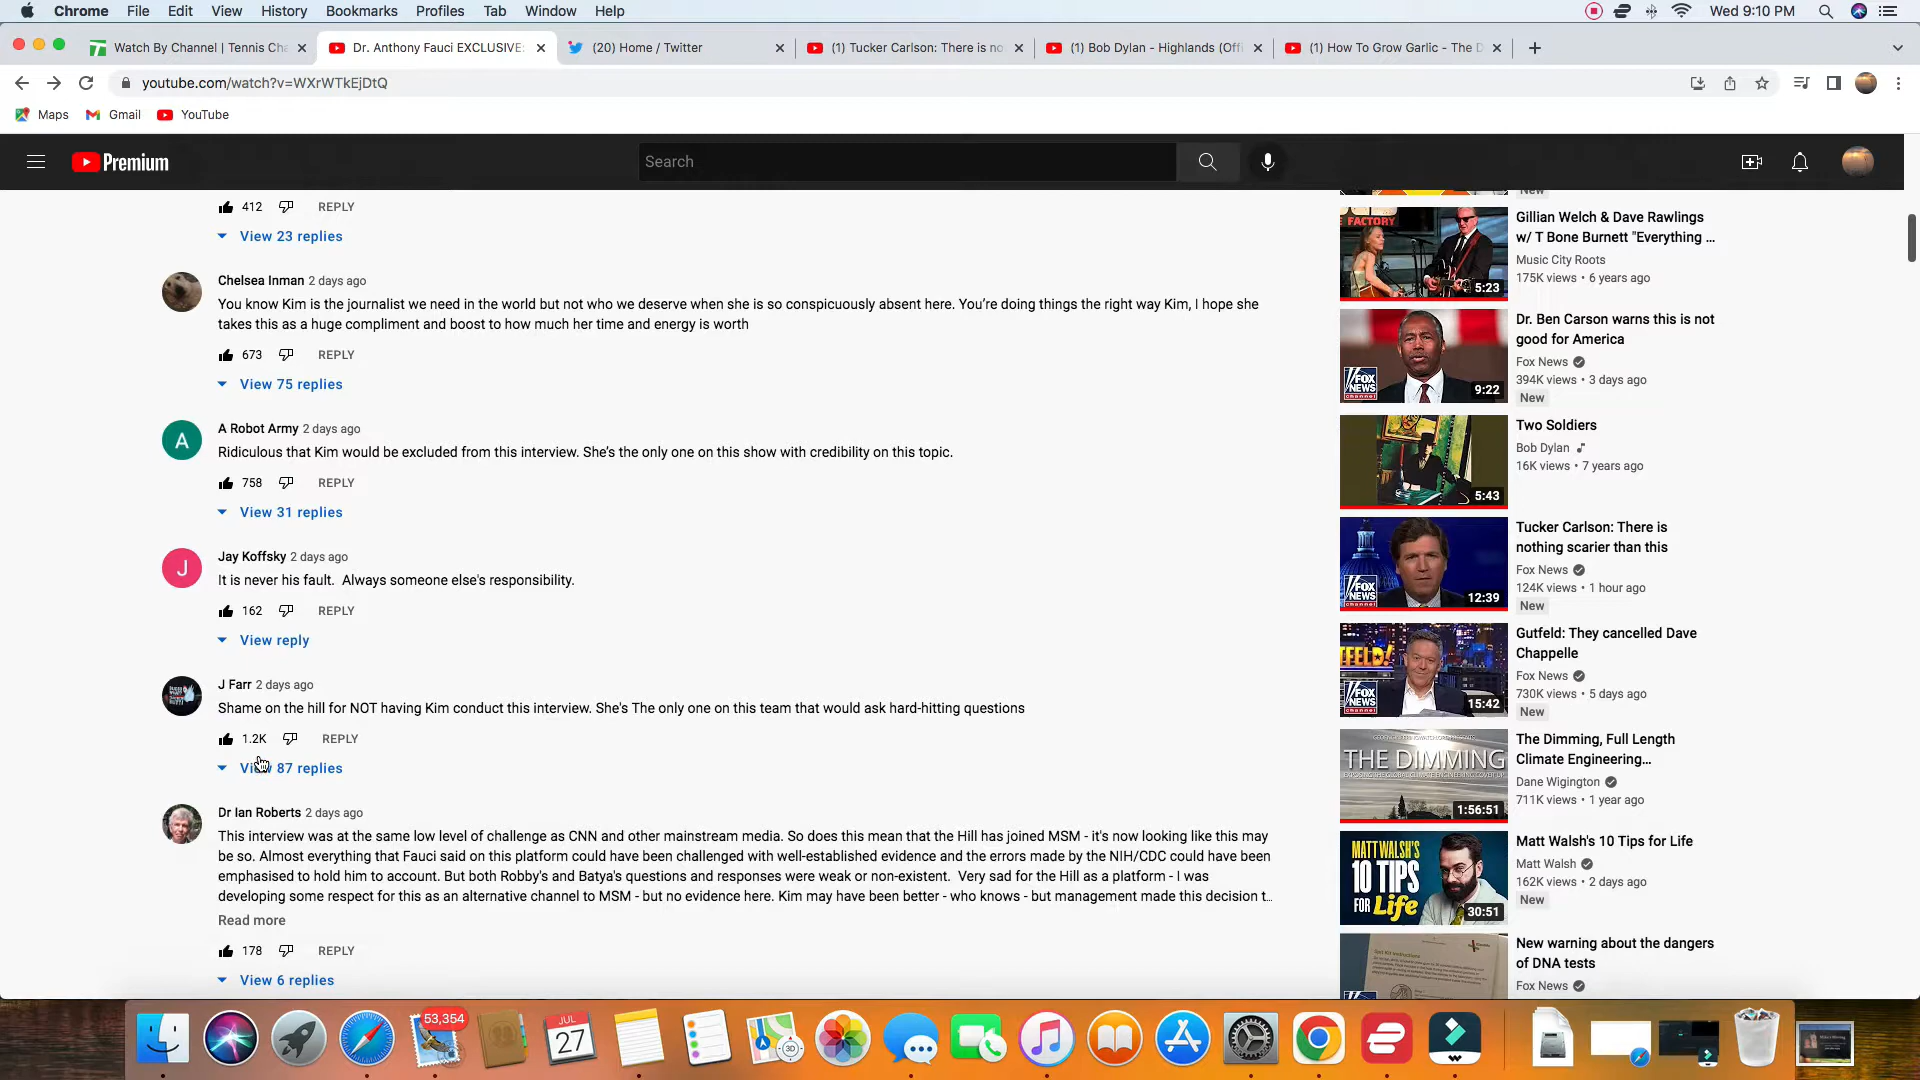 Chrome File Edit View History Bookmarks Profiles Tab Window Help
Wed 9:10 PM
Watch By Channel | Tennis Cha
Dr. Anthony Fauci EXCLUSIVE:
(20) Home / Twitter
(1) Tucker Carlson: There is no
(1) Bob Dylan - Highlands (Offi
(1) How To Grow Garlic - The D
youtube.com/watch?v=WXrWTkEjDtQ
Maps Gmail YouTube
Premium
Search
412 REPLY
View 23 replies
Chelsea Inman 2 days ago
You know Kim is the journalist we need in the world but not who we deserve when she is so conspicuously absent here. You’re doing things the right way Kim, I hope she
takes this as a huge compliment and boost to how much her time and energy is worth
673 REPLY
View 75 replies
A
A Robot Army 2 days ago
Ridiculous that Kim would be excluded from this interview. She’s the only one on this show with credibility on this topic.
758 REPLY
View 31 replies
J
Jay Koffsky 2 days ago
It is never his fault. Always someone else's responsibility.
162 REPLY
View reply
J Farr 2 days ago
Shame on the hill for NOT having Kim conduct this interview. She's The only one on this team that would ask hard-hitting questions
1.2K REPLY
View 87 replies
Dr Ian Roberts 2 days ago
This interview was at the same low level of challenge as CNN and other mainstream media. So does this mean that the Hill has joined MSM - it's now looking like this may
be so. Almost everything that Fauci said on this platform could have been challenged with well-established evidence and the errors made by the NIH/CDC could have been
emphasised to hold him to account. But both Robby's and Batya's questions and responses were weak or non-existent. Very sad for the Hill as a platform - I was
developing some respect for this as an alternative channel to MSM - but no evidence here. Kim may have been better - who knows - but management made this decision t...
Read more
178 REPLY
View 6 replies
New
FACTORY
5:23
Gillian Welch & Dave Rawlings
w/ T Bone Burnett "Everything ...
Music City Roots
175K views • 6 years ago
FOX
NEWS
channel
9:22
Dr. Ben Carson warns this is not
good for America
Fox News
394K views • 3 days ago
New
5:43
Two Soldiers
Bob Dylan
16K views • 7 years ago
FOX
NEWS
channel
12:39
Tucker Carlson: There is
nothing scarier than this
Fox News
124K views • 1 hour ago
New
FELD!
FOX
NEWS
channel
15:42
Gutfeld: They cancelled Dave
Chappelle
Fox News
730K views • 5 days ago
New
THE DIMMING
1:56:51
The Dimming, Full Length
Climate Engineering...
Dane Wigington
711K views • 1 year ago
MATT WALSH'S
10 TIPS
FOR Life
30:51
Matt Walsh's 10 Tips for Life
Matt Walsh
162K views • 2 days ago
New
New warning about the dangers
of DNA tests
Fox News
53,354
JUL
27
3D